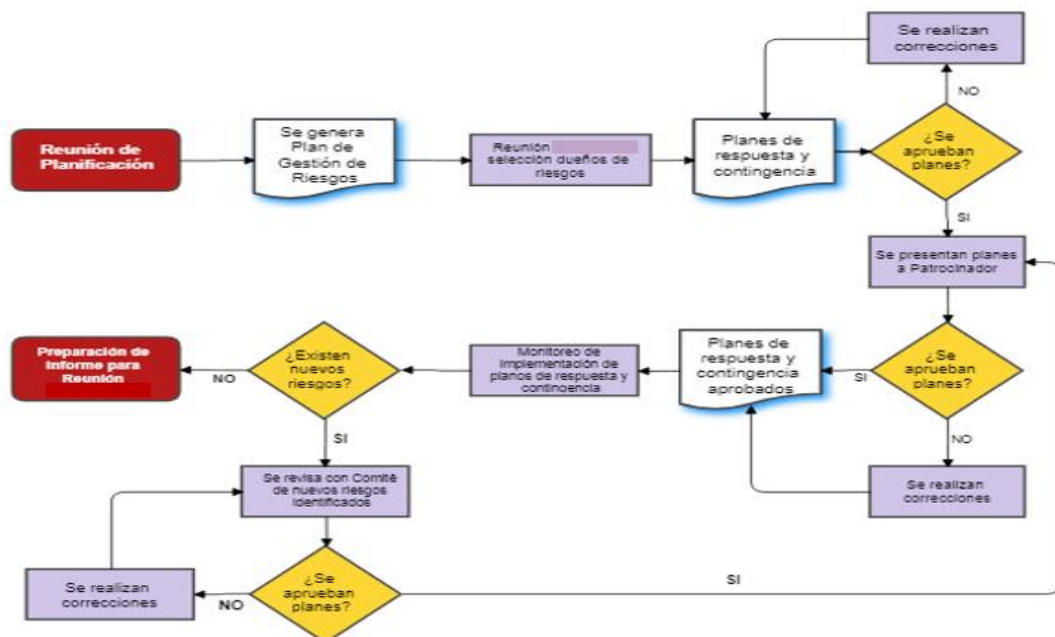 Se realizan
correcciones
NO
Reunión de
Planificación
Se genera
Plan de
Gestión de
Riesgos
Reunión
selección dueños de
riesgos
Planes de
respuesta y
contingencia
¿Se
aprueban
planes?
SI
Se presentan planes
a Patrocinador
Preparación de
Informe para
Reunión
NO
¿Existen
nuevos
riesgos?
Monitoreo de
Implementación de
planos de respuesta y
contingencia
Planes de
respuesta y
contingencia
aprobados
SI
¿Se
aprueban
planes?
SI
NO
Se revisa con Comité
de nuevos riesgos
identificados
Se realizan
correcciones
Se realizan
correcciones
NO
¿Se
aprueban
planes?
SI